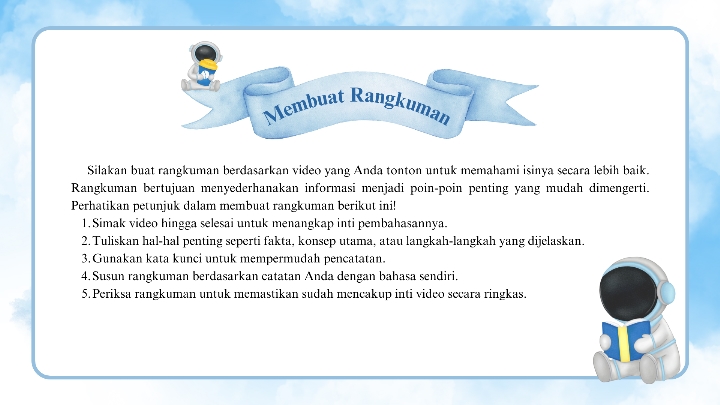 Membuat Rangkuman
Silakan buat rangkuman berdasarkan video yang Anda tonton untuk memahami isinya secara lebih baik.
Rangkuman bertujuan menyederhanakan informasi menjadi poin-poin penting yang mudah dimengerti.
Perhatikan petunjuk dalam membuat rangkuman berikut ini!
1. Simak video hingga selesai untuk menangkap inti pembahasannya.
2. Tuliskan hal-hal penting seperti fakta, konsep utama, atau langkah-langkah yang dijelaskan.
3. Gunakan kata kunci untuk mempermudah pencatatan.
4. Susun rangkuman berdasarkan catatan Anda dengan bahasa sendiri.
5. Periksa rangkuman untuk memastikan sudah mencakup inti video secara ringkas.